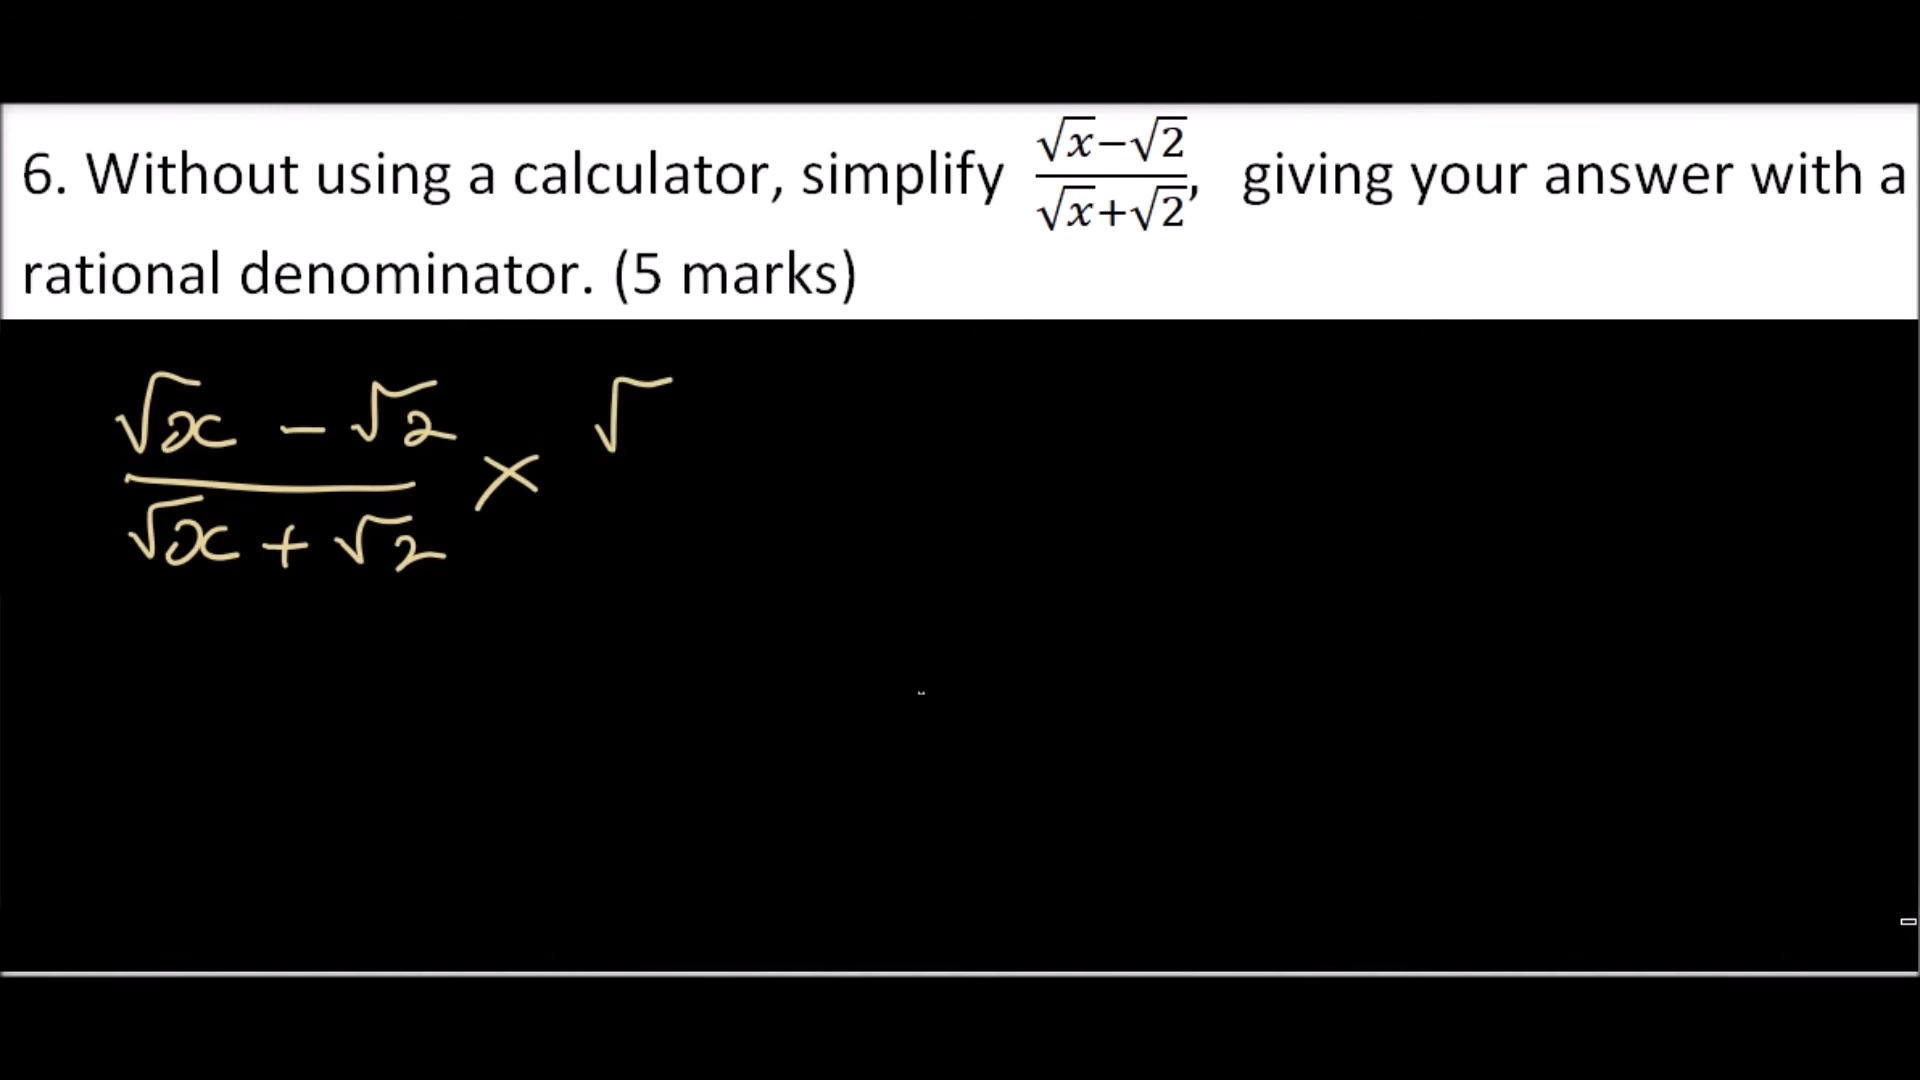 6. Without using a calculator, simplify (√x−√2)/(√x+√2), giving your answer with a
rational denominator. (5 marks)
√x − √2
√x + √2
× √